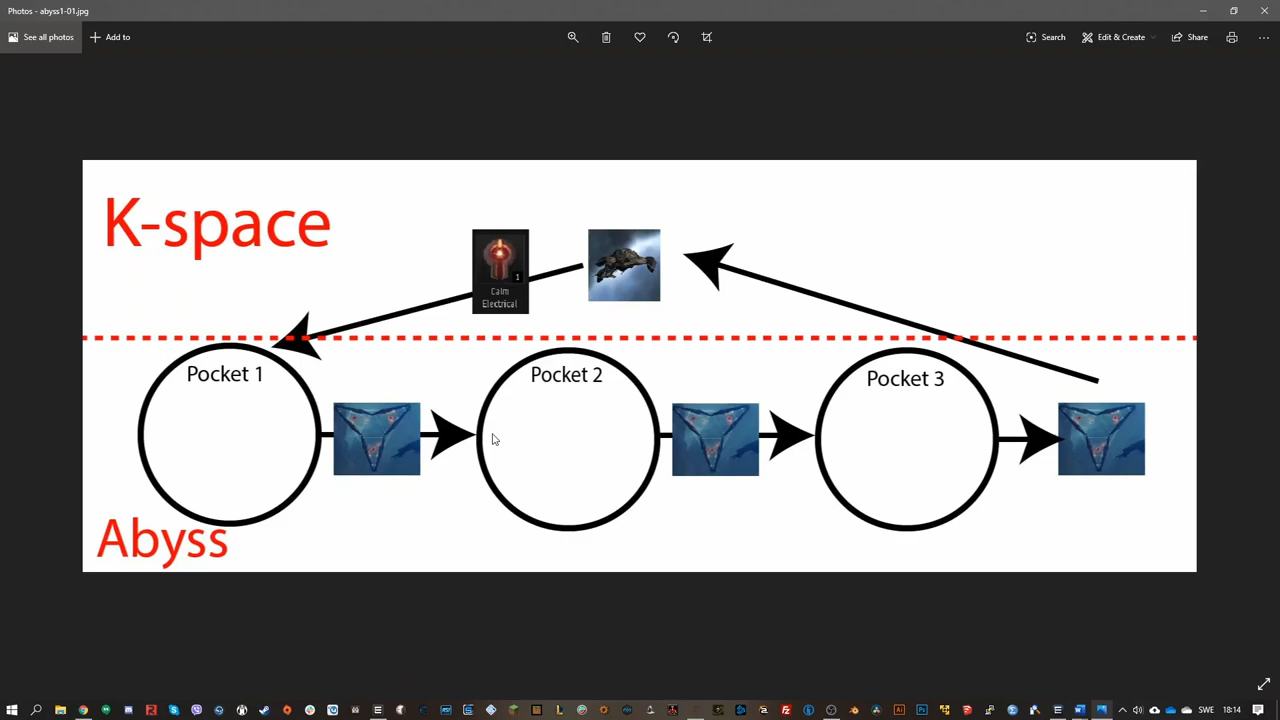 Photos - abyss1-01.jpg
See all photos
Add to
Search
Edit & Create
Share
K-space
1
Calm
Electrical
Pocket 1
Pocket 2
Pocket 3
Abyss
SWE
18:14